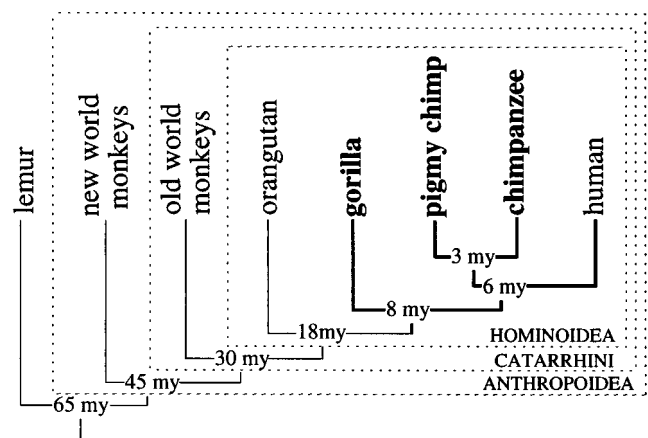 lemur
new world
monkeys
old world
monkeys
orangutan
gorilla
pigmy chimp
chimpanzee
human
3 my
6 my
8 my
18my
HOMINOIDEA
30 my
CATARRHINI
45 my
ANTHROPOIDEA
65 my